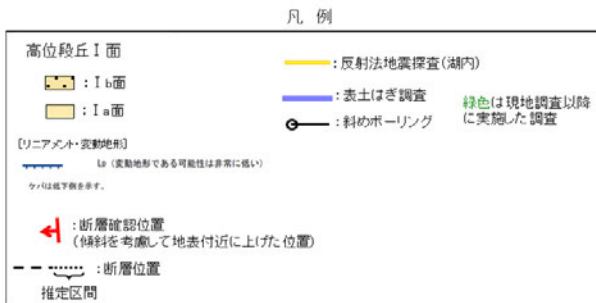 凡 例
高位段丘Ⅰ面
:Ⅰb面
:Ⅰa面
[リニアメント・変動地形]
LD (変動地形である可能性は非常に低い)
ケバは低下側を示す。
:断層確認位置
(傾斜を考慮して地表付近に上げた位置)
:断層位置
推定区間
:反射法地震探査(湖内)
:表土はぎ調査
:斜めボーリング
緑色は現地調査以降
に実施した調査